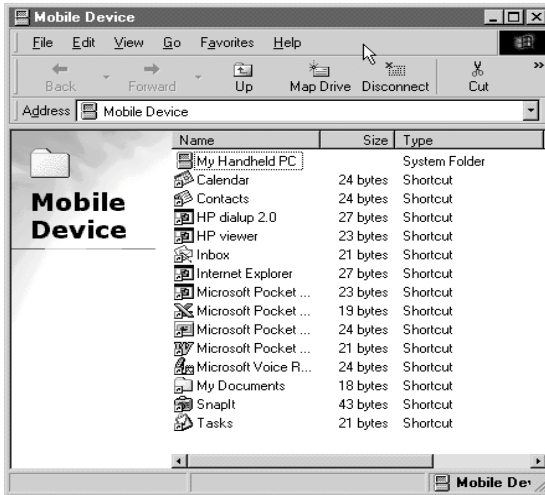 Mobile Device
File Edit View Go Favorites Help
Back Forward Up Map Drive Disconnect Cut »
Address Mobile Device
Mobile
Device
Name Size Type
My Handheld PC System Folder
Calendar 24 bytes Shortcut
Contacts 24 bytes Shortcut
HP dialup 2.0 27 bytes Shortcut
HP viewer 23 bytes Shortcut
Inbox 21 bytes Shortcut
Internet Explorer 27 bytes Shortcut
Microsoft Pocket ... 23 bytes Shortcut
Microsoft Pocket ... 19 bytes Shortcut
Microsoft Pocket ... 24 bytes Shortcut
Microsoft Pocket ... 21 bytes Shortcut
Microsoft Voice R... 24 bytes Shortcut
My Documents 18 bytes Shortcut
SnapIt 43 bytes Shortcut
Tasks 21 bytes Shortcut
Mobile De